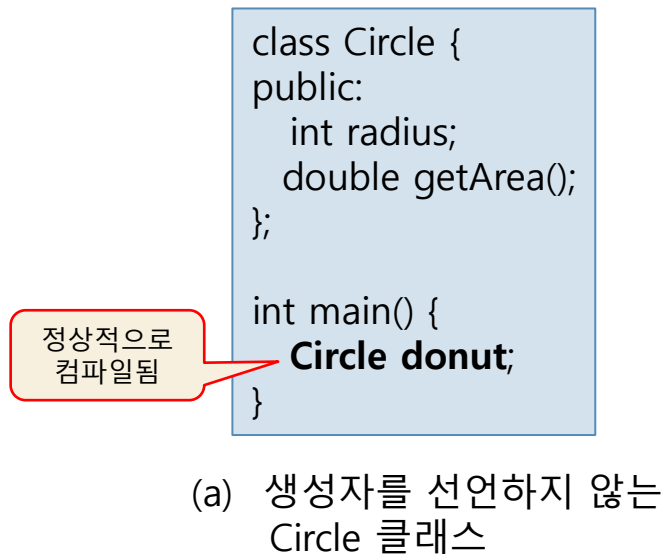 class Circle {
public:
int radius;
double getArea();
};
int main() {
정상적으로
컴파일됨
Circle donut;
}
(a) 생성자를 선언하지 않는
Circle 클래스